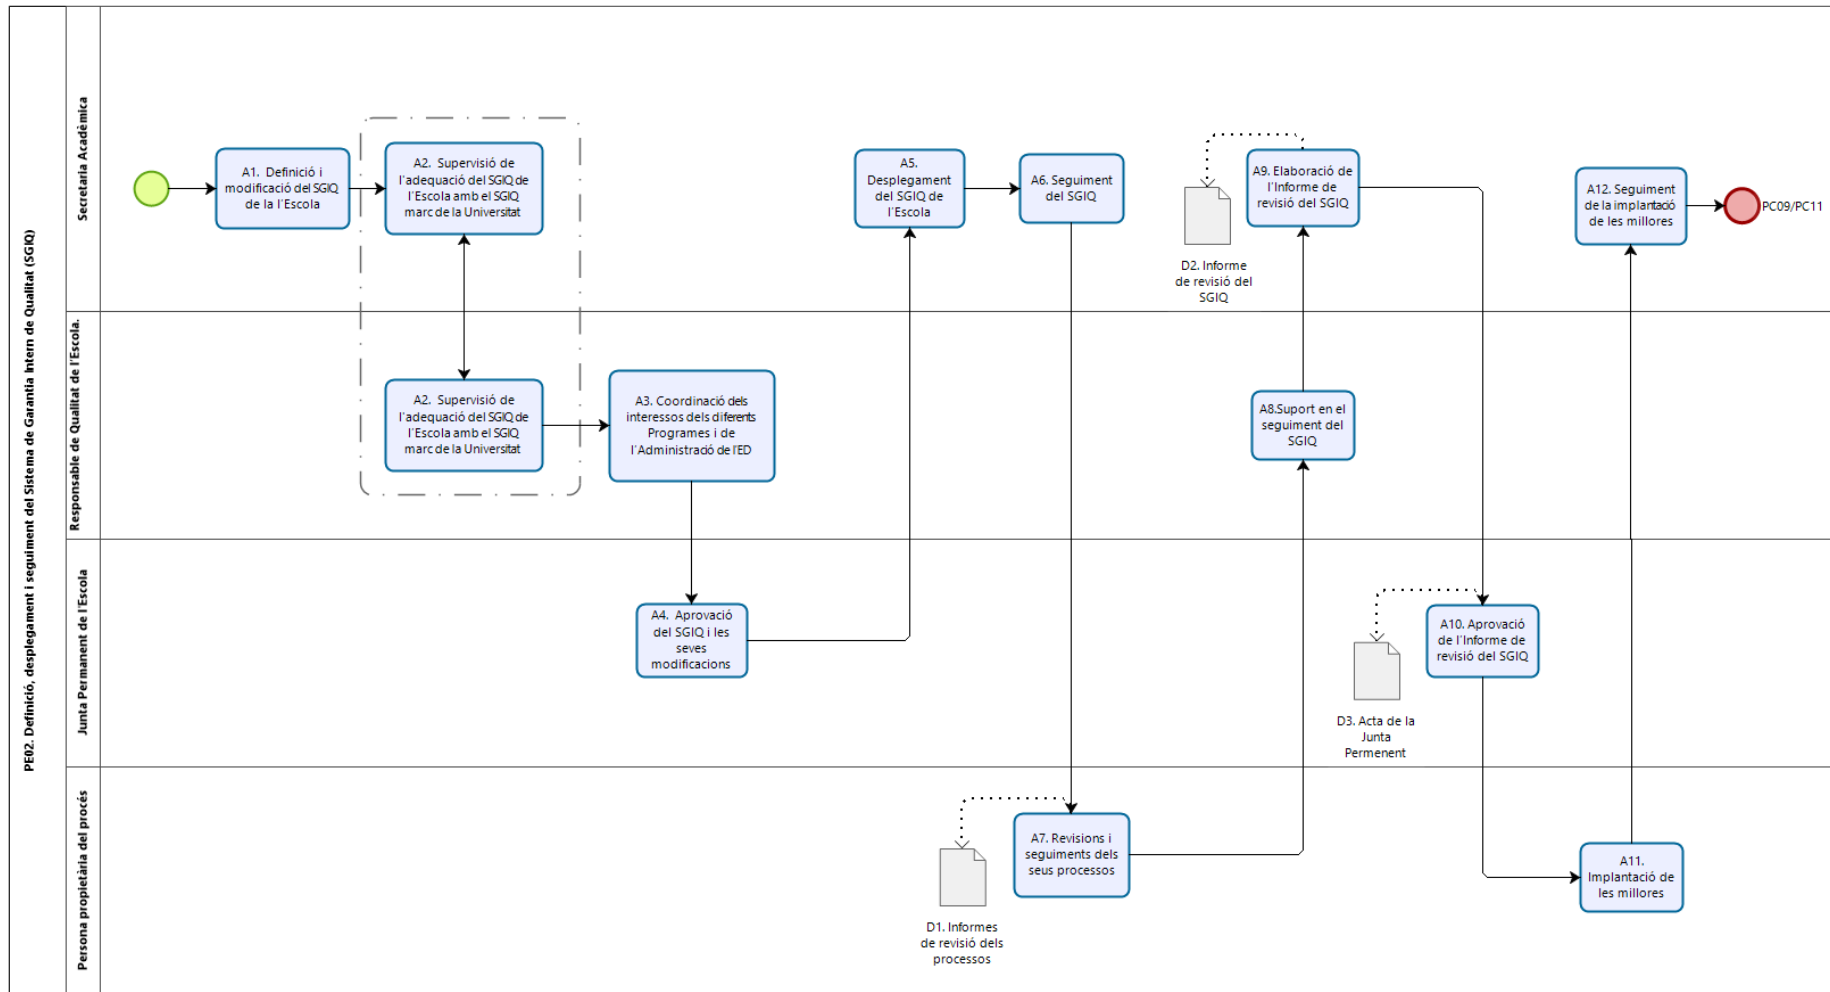 PE02. Definició, desplegament i seguiment del Sistema de Garantia Intern de Qualitat (SGIQ)
Secretaria Acadèmica
A1.  Definició i
modificació del SGIQ
de la l'Escola
A2.  Supervisió de
l'adequació del SGIQ de
l'Escola amb el SGIQ
marc de la Universitat
A5.
Desplegament
del SGIQ de
l'Escola
A6. Seguiment
del SGIQ
A9. Elaboració de
l'Informe de
revisió del SGIQ
D2. Informe
de revisió del
SGIQ
A12. Seguiment
de la implantació
de les millores
PC09/PC11
Responsable de Qualitat de l'Escola.
A2.  Supervisió de
l'adequació del SGIQ de
l'Escola amb el SGIQ
marc de la Universitat
A3. Coordinació dels
interessos dels diferents
Programes i de
l'Administració de l'ED
A8.Suport en el
seguiment del
SGIQ
Junta Permanent de l'Escola
A4.  Aprovació
del SGIQ i les
seves
modificacions
A10. Aprovació
de l'Informe de
revisió del SGIQ
D3. Acta de la
Junta
Permenent
Persona propietària del procés
A7. Revisions i
seguiments dels
seus processos
D1. Informes
de revisió dels
processos
A11.
Implantació de
les millores